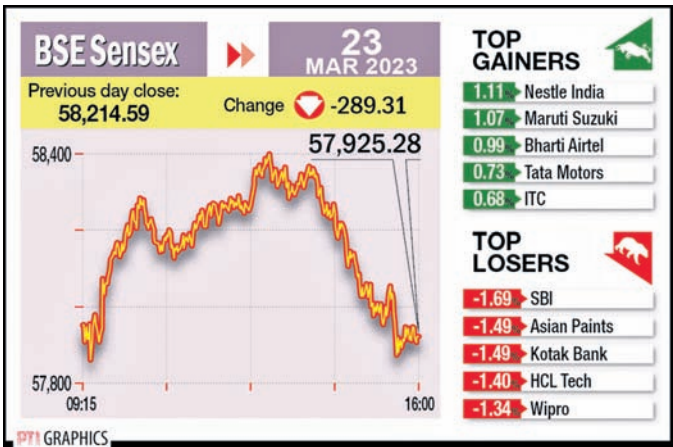 BSE Sensex
23
MAR 2023
Previous day close:
58,214.59
Change -289.31
57,925.28
58,400
57,800
09:15
16:00
TOP
GAINERS
1.11% Nestle India
1.07% Maruti Suzuki
0.99% Bharti Airtel
0.73% Tata Motors
0.68% ITC
TOP
LOSERS
-1.69% SBI
-1.49% Asian Paints
-1.49% Kotak Bank
-1.40% HCL Tech
-1.34% Wipro
PTI GRAPHICS